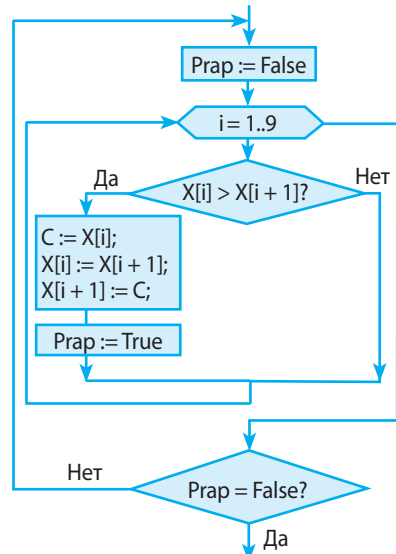 Prap := False
i = 1..9
Да
X[i] > X[i + 1]?
Нет
C := X[i];
X[i] := X[i + 1];
X[i + 1] := C;
Prap := True
Нет
Prap = False?
Да